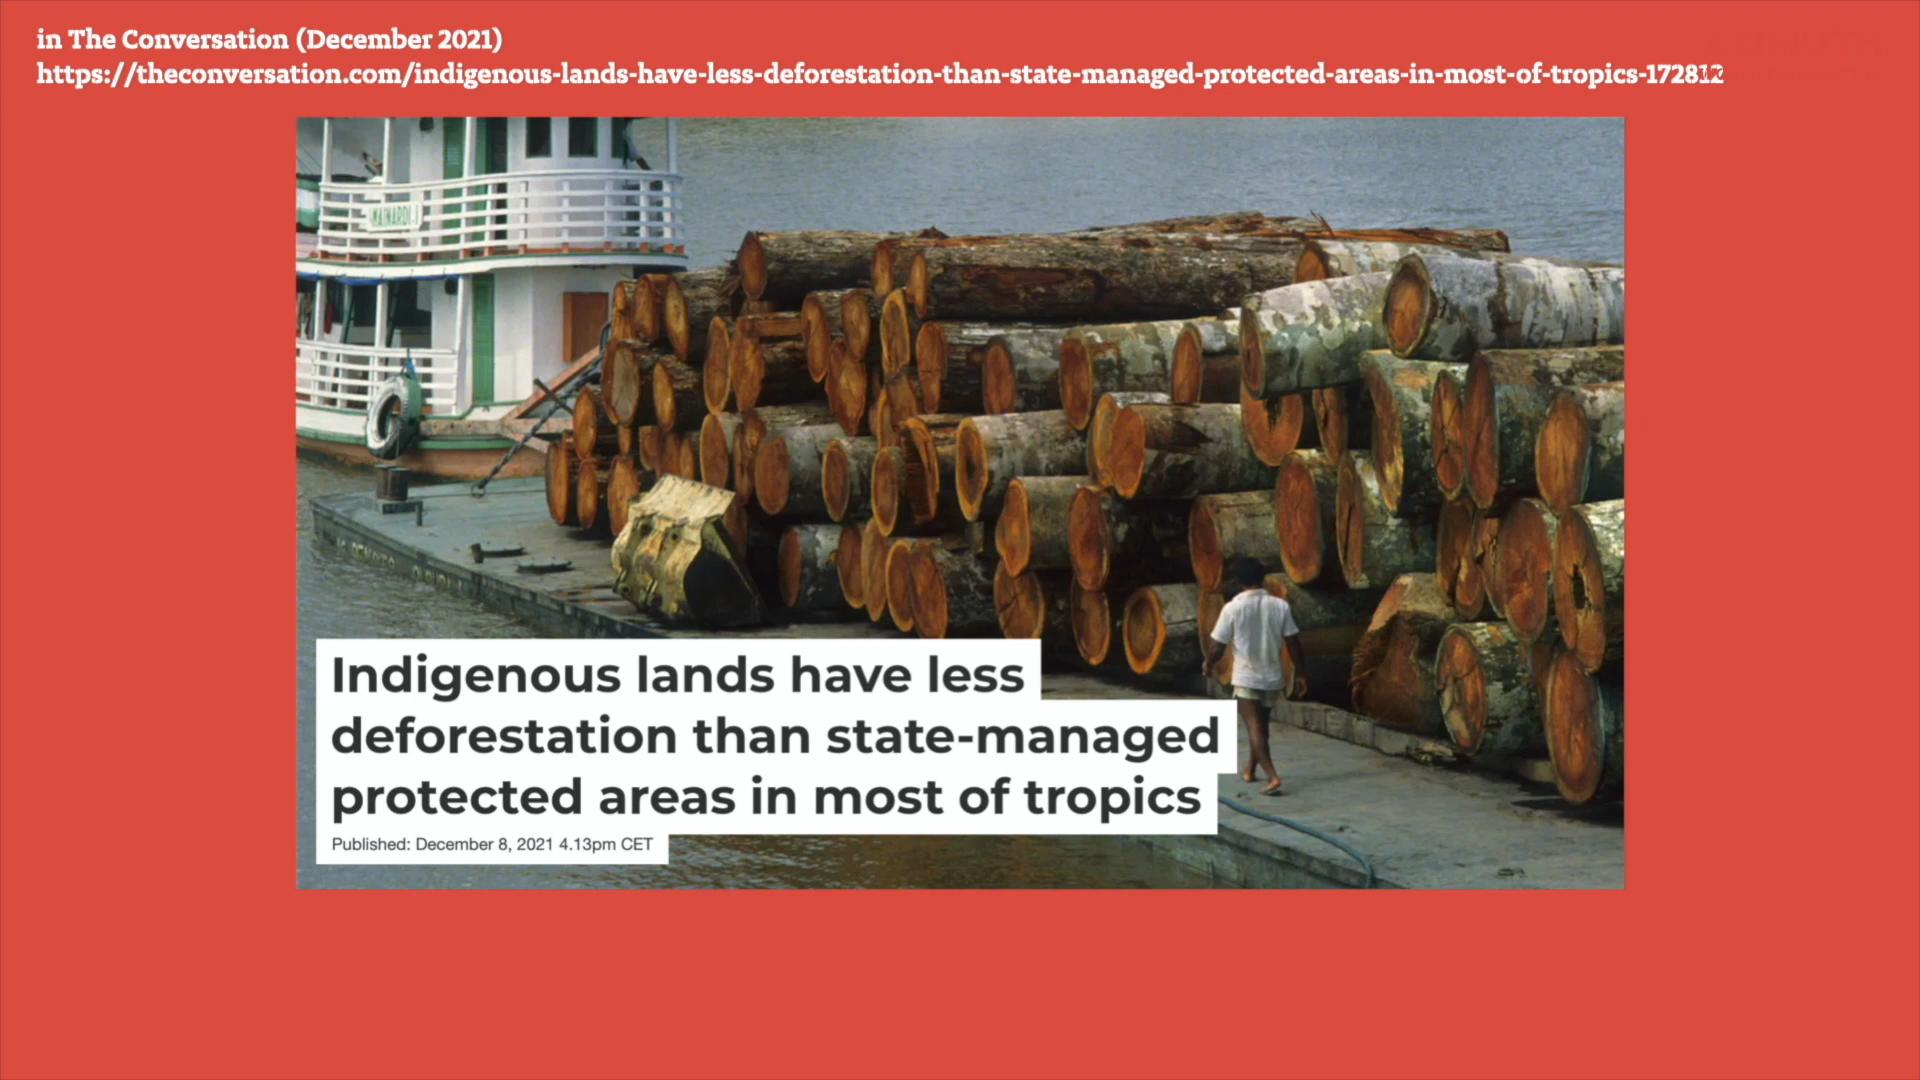 in The Conversation (December 2021)
https://theconversation.com/indigenous-lands-have-less-deforestation-than-state-managed-protected-areas-in-most-of-tropics-172812
MAINARDI I
Indigenous lands have less
deforestation than state-managed
protected areas in most of tropics
Published: December 8, 2021 4.13pm CET